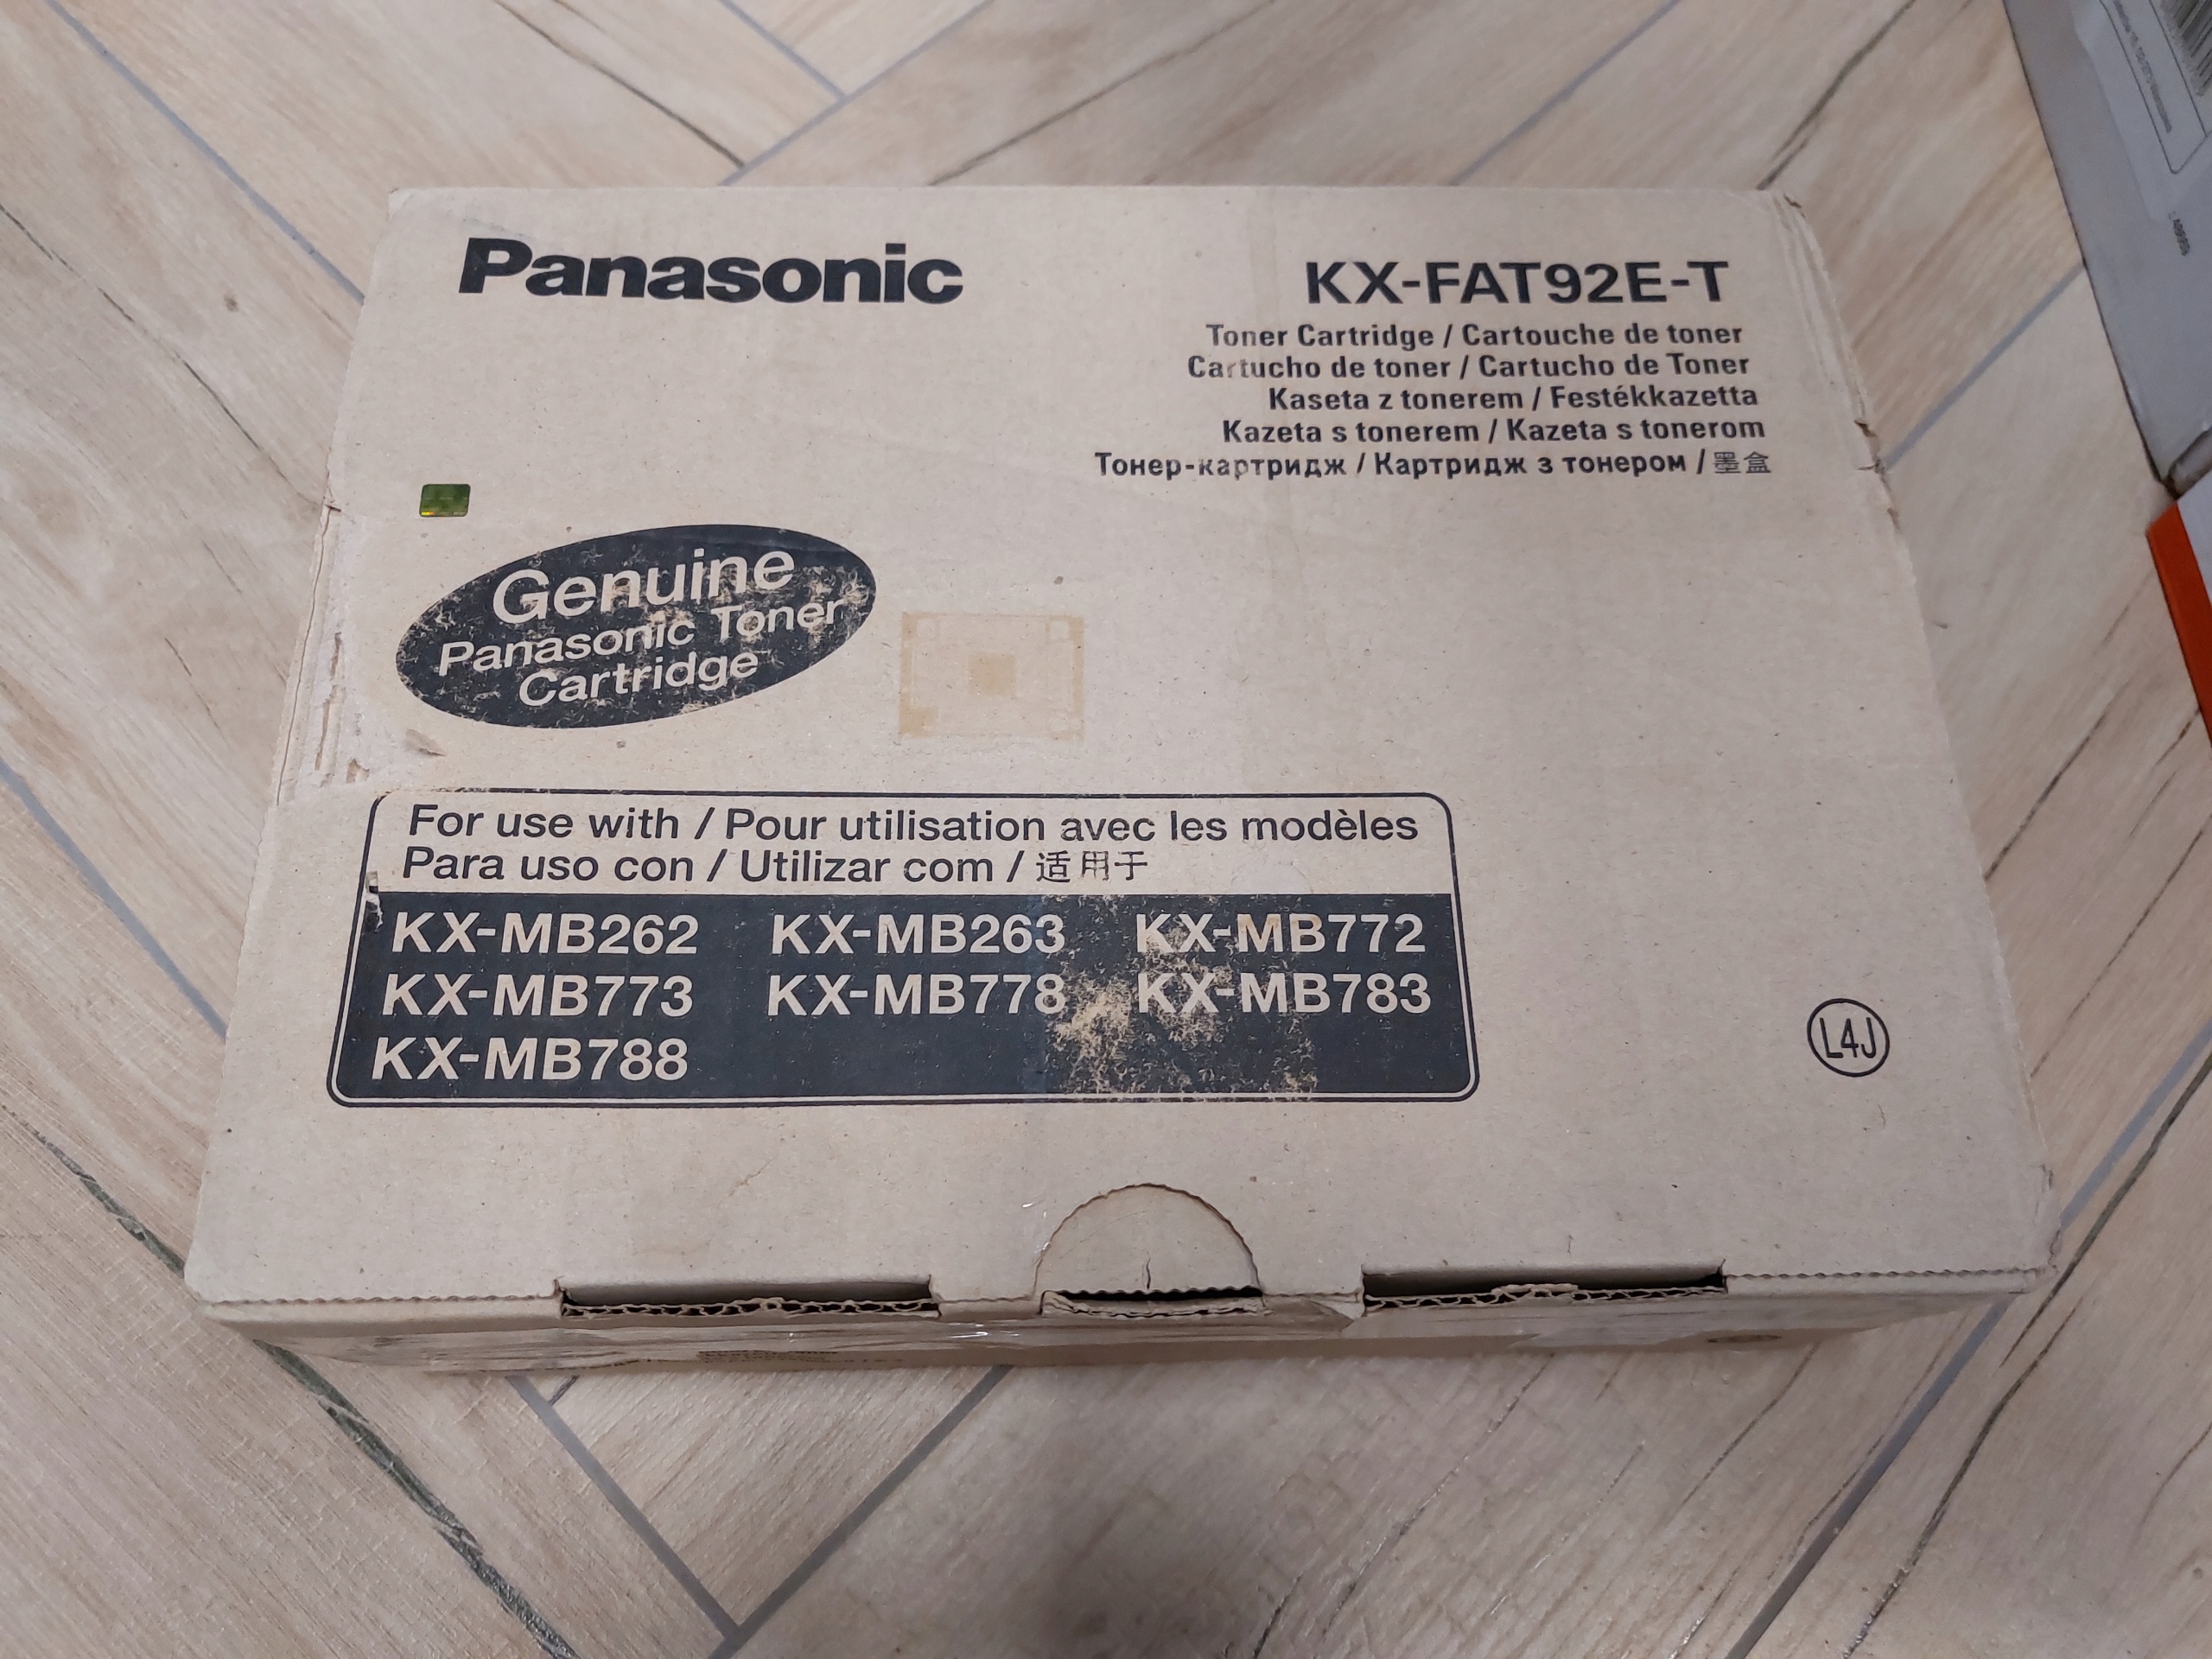 Panasonic
KX-FAT92E-T
Toner Cartridge / Cartouche de toner
Cartucho de toner / Cartucho de Toner
Kaseta z tonerem / Festékkazetta
Kazeta s tonerem / Kazeta s tonerom
Тонер-картридж / Картридж з тонером / 墨盒
Genuine
Panasonic Toner
Cartridge
For use with / Pour utilisation avec les modèles
Para uso con / Utilizar com / 适用于
KX-MB262 KX-MB263 KX-MB772
KX-MB773 KX-MB778 KX-MB783
KX-MB788
L4J